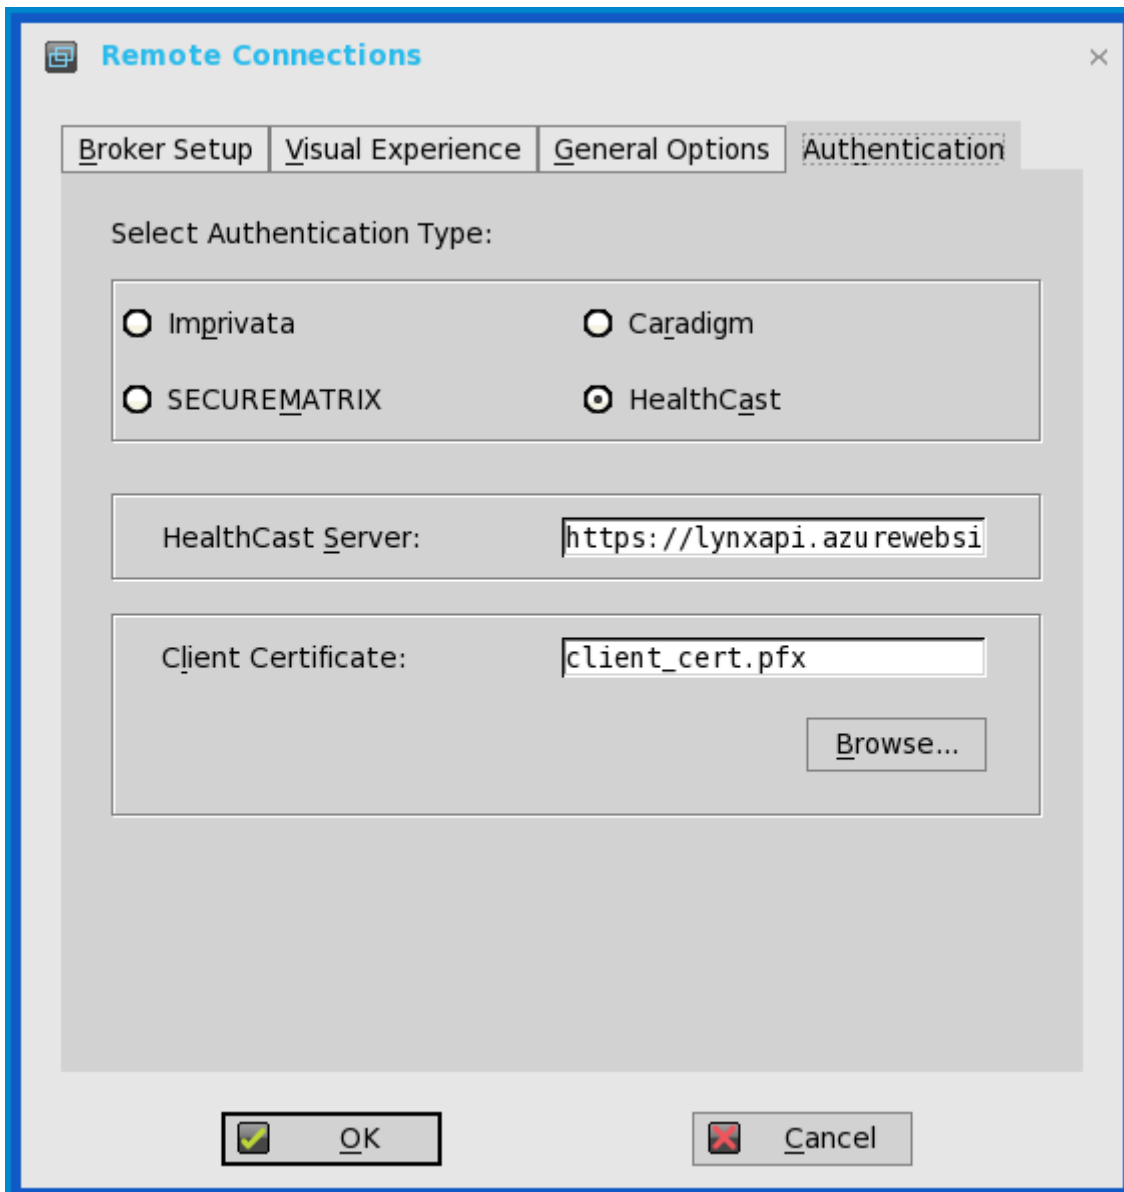 Remote Connections
Broker Setup Visual Experience General Options Authentication
Select Authentication Type:
Imprivata Caradigm
SECUREMATRIX HealthCast
HealthCast Server: https://lynxapi.azurewebsi
Client Certificate: client_cert.pfx
Browse...
OK Cancel